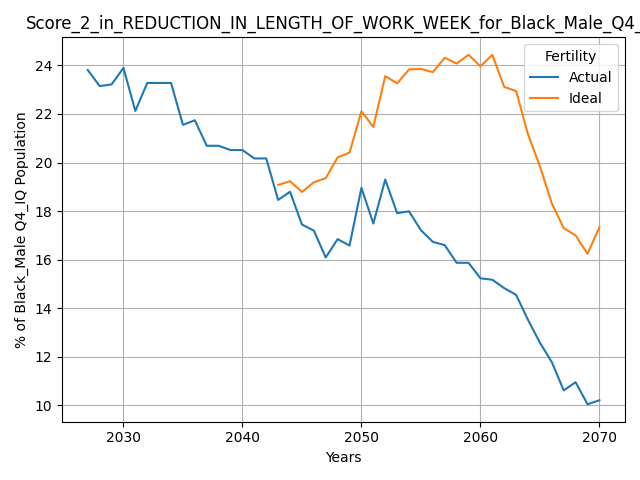 Score_2_in_REDUCTION_IN_LENGTH_OF_WORK_WEEK_for_Black_Male_Q4_
Fertility
Actual
Ideal
% of Black_Male Q4_IQ Population
24
22
20
18
16
14
12
10
2030 2040 2050 2060 2070
Years